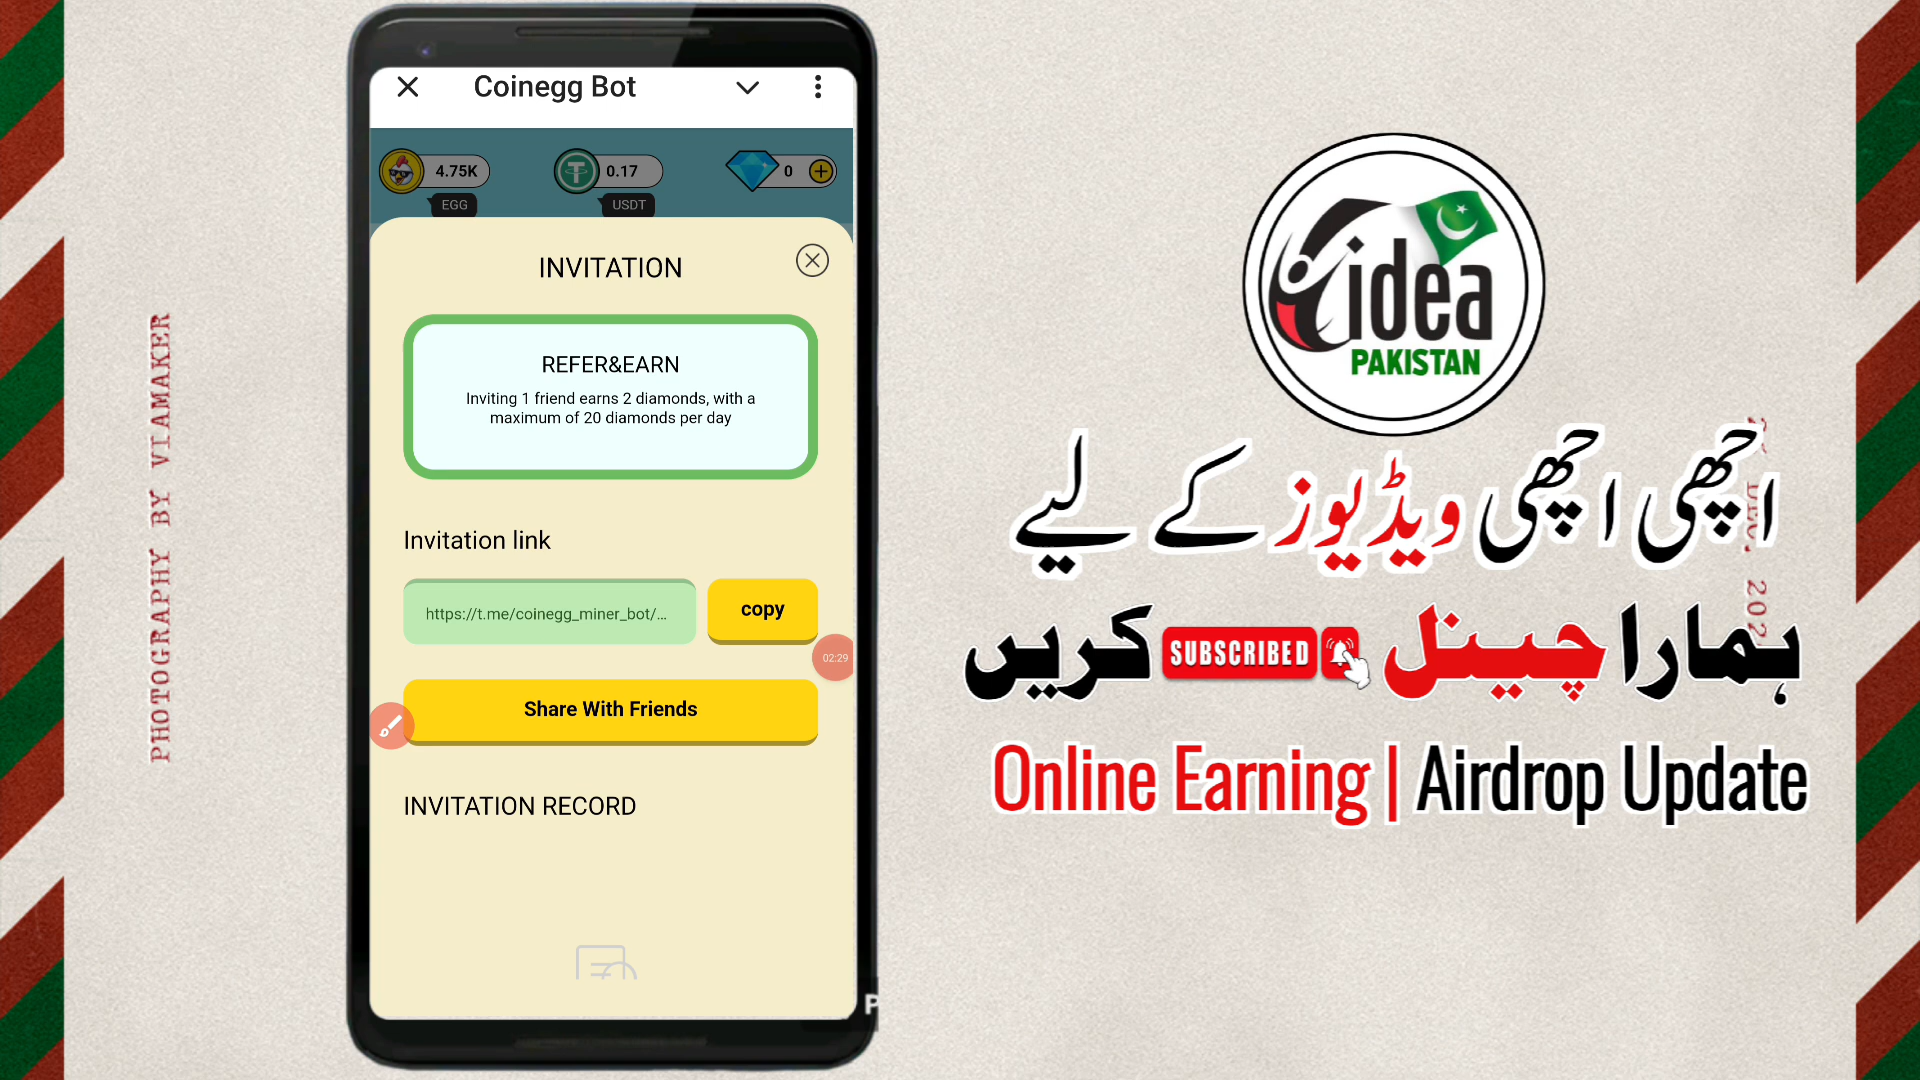 Coinegg Bot
4.75K
0.17
0
EGG
USDT
INVITATION
REFER&EARN
Inviting 1 friend earns 2 diamonds, with a
maximum of 20 diamonds per day
Invitation link
https://t.me/coinegg_miner_bot/...
copy
02:29
Share With Friends
INVITATION RECORD
PHOTOGRAPHY BY VIAMAKER
idea
PAKISTAN
اچھی اچھی ویڈیوز کے لیے
ہمارا چینل SUBSCRIBED کریں
Online Earning | Airdrop Update
P